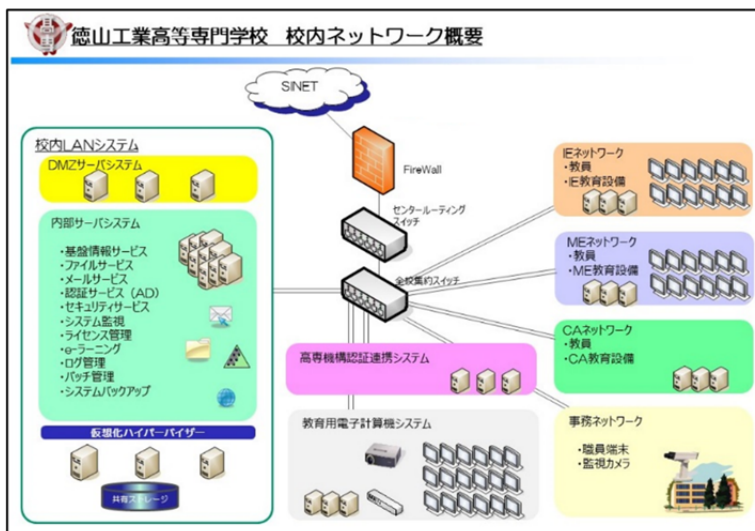 徳山工業高等専門学校 校内ネットワーク概要
SINET
FireWall
センタールーティング
スイッチ
全校集約スイッチ
校内LANシステム
DMZサーバシステム
内部サーバシステム
・基盤情報サービス
・ファイルサービス
・メールサービス
・認証サービス（AD）
・セキュリティサービス
・システム監視
・ライセンス管理
・e-ラーニング
・ログ管理
・パッチ管理
・システムバックアップ
仮想化ハイパーバイザー
共有ストレージ
高専機構認証連携システム
教育用電子計算機システム
IEネットワーク
・教員
・IE教育設備
MEネットワーク
・教員
・ME教育設備
CAネットワーク
・教員
・CA教育設備
事務ネットワーク
・職員端末
・監視カメラ